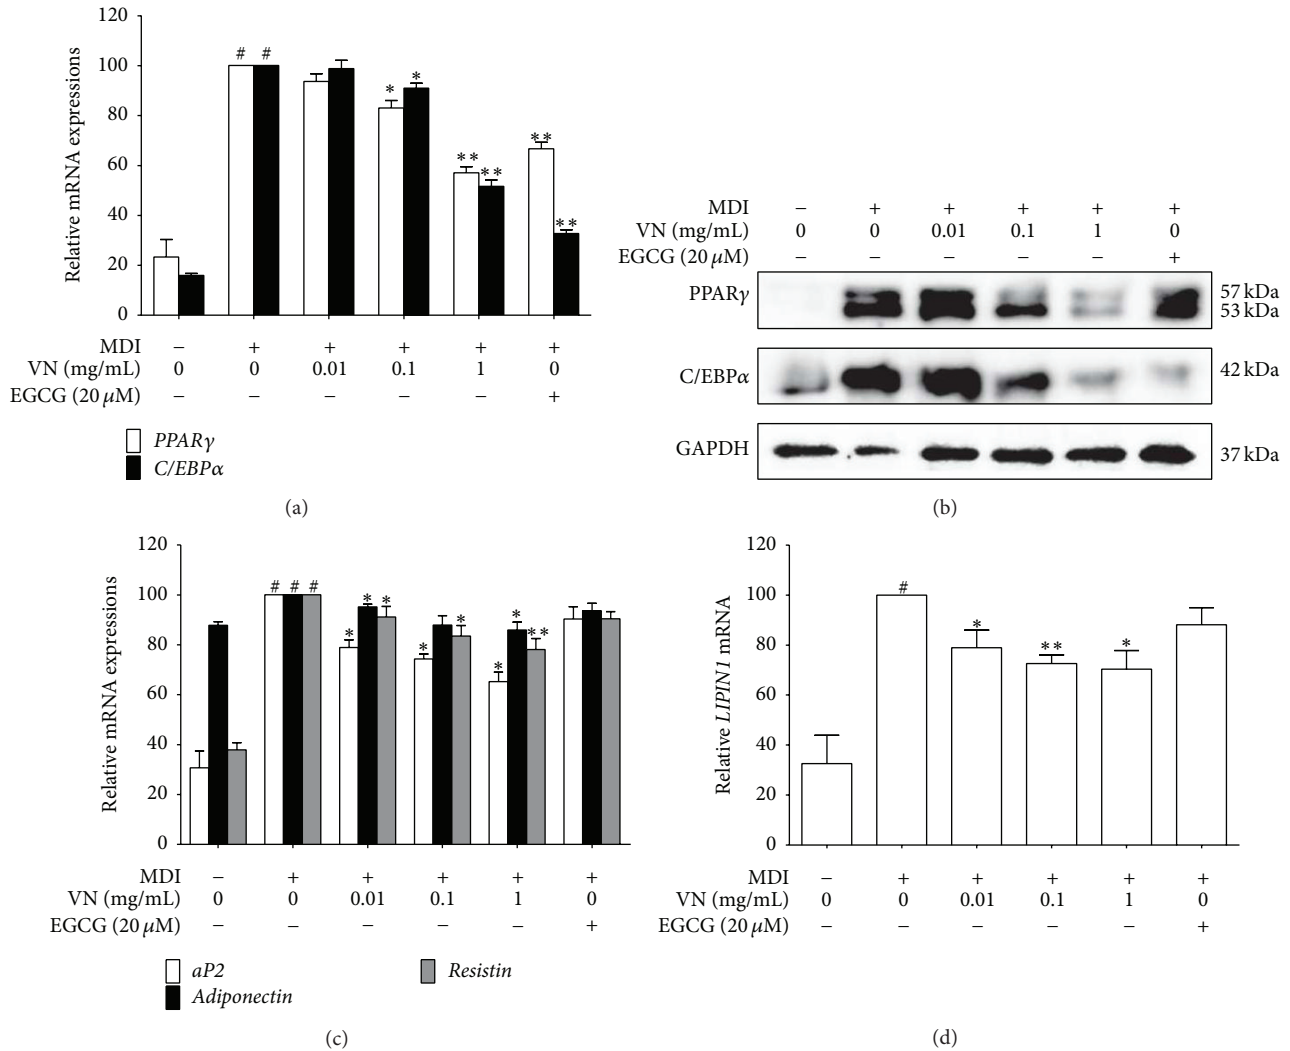 120
100
80
60
40
20
0
Relative mRNA expressions
# #
* *
** **
** **
MDI − + + + + +
VN (mg/mL) 0 0 0.01 0.1 1 0
EGCG (20 μM) − − − − − +
PPARγ
C/EBPα
(a)
MDI − + + + + +
VN (mg/mL) 0 0 0.01 0.1 1 0
EGCG (20 μM) − − − − − +
PPARγ 57 kDa
53 kDa
C/EBPα 42 kDa
GAPDH 37 kDa
(b)
120
100
80
60
40
20
0
Relative mRNA expressions
# # #
* * *
* *
* * **
MDI − + + + + +
VN (mg/mL) 0 0 0.01 0.1 1 0
EGCG (20 μM) − − − − − +
aP2
Adiponectin
Resistin
(c)
120
100
80
60
40
20
0
Relative LIPIN1 mRNA
#
* ** *
MDI − + + + + +
VN (mg/mL) 0 0 0.01 0.1 1 0
EGCG (20 μM) − − − − − +
(d)